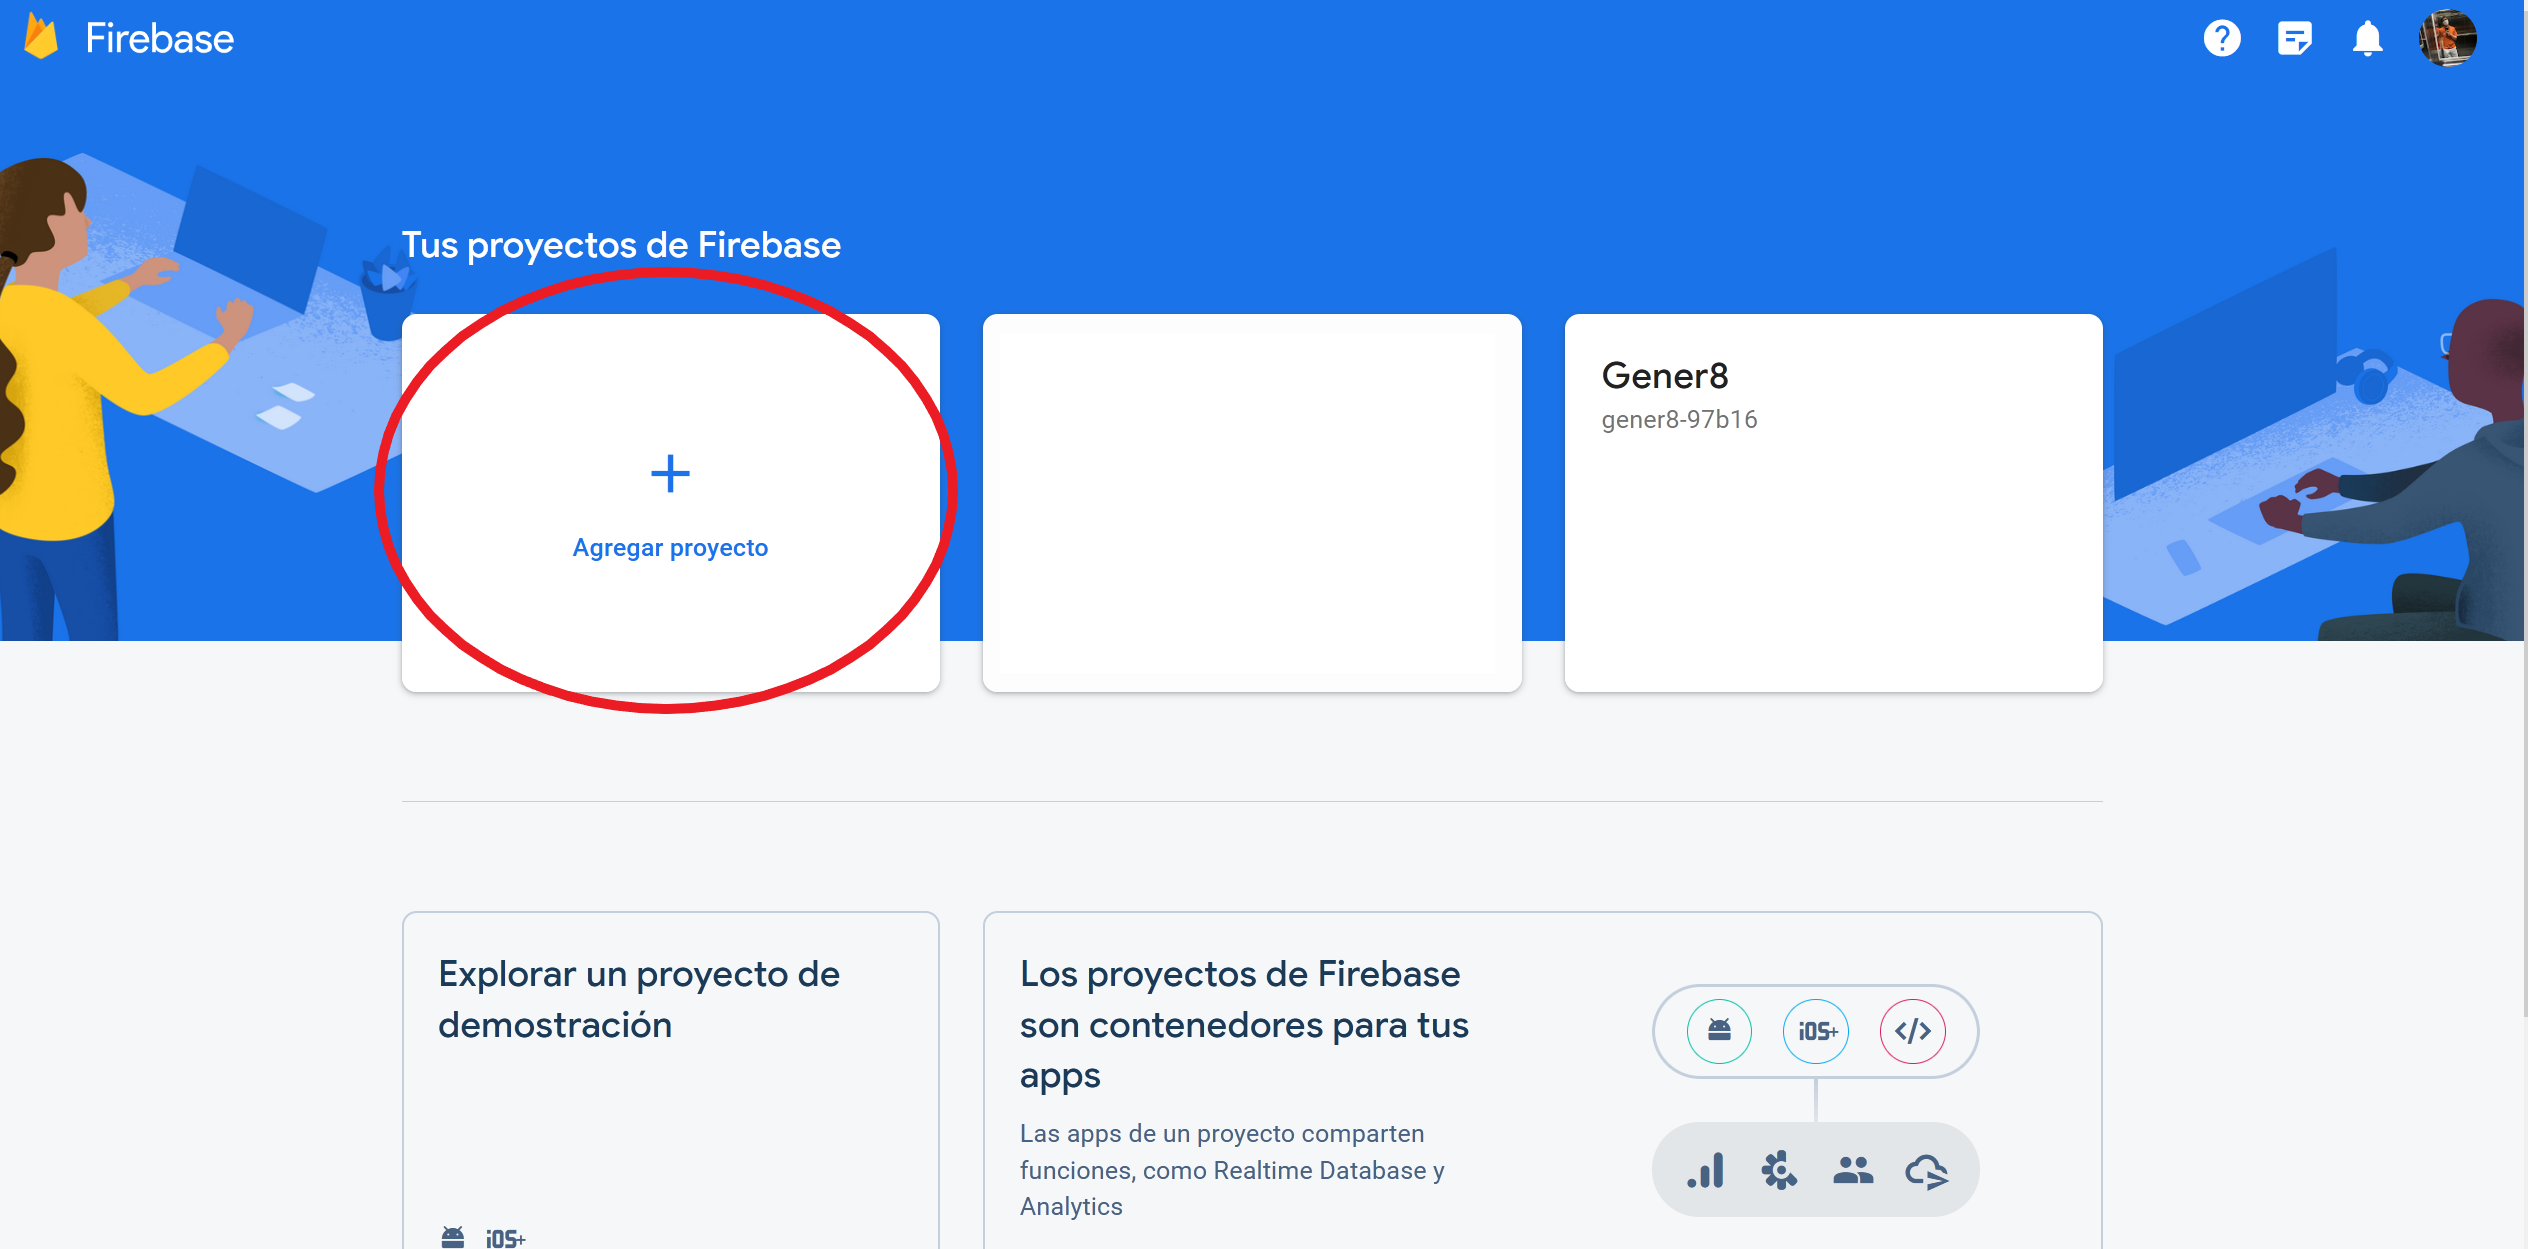 Firebase
Tus proyectos de Firebase
Agregar proyecto
Gener8
gener8-97b16
Explorar un proyecto de
demostración
iOS+
Los proyectos de Firebase
son contenedores para tus
apps
Las apps de un proyecto comparten
funciones, como Realtime Database y
Analytics
iOS+